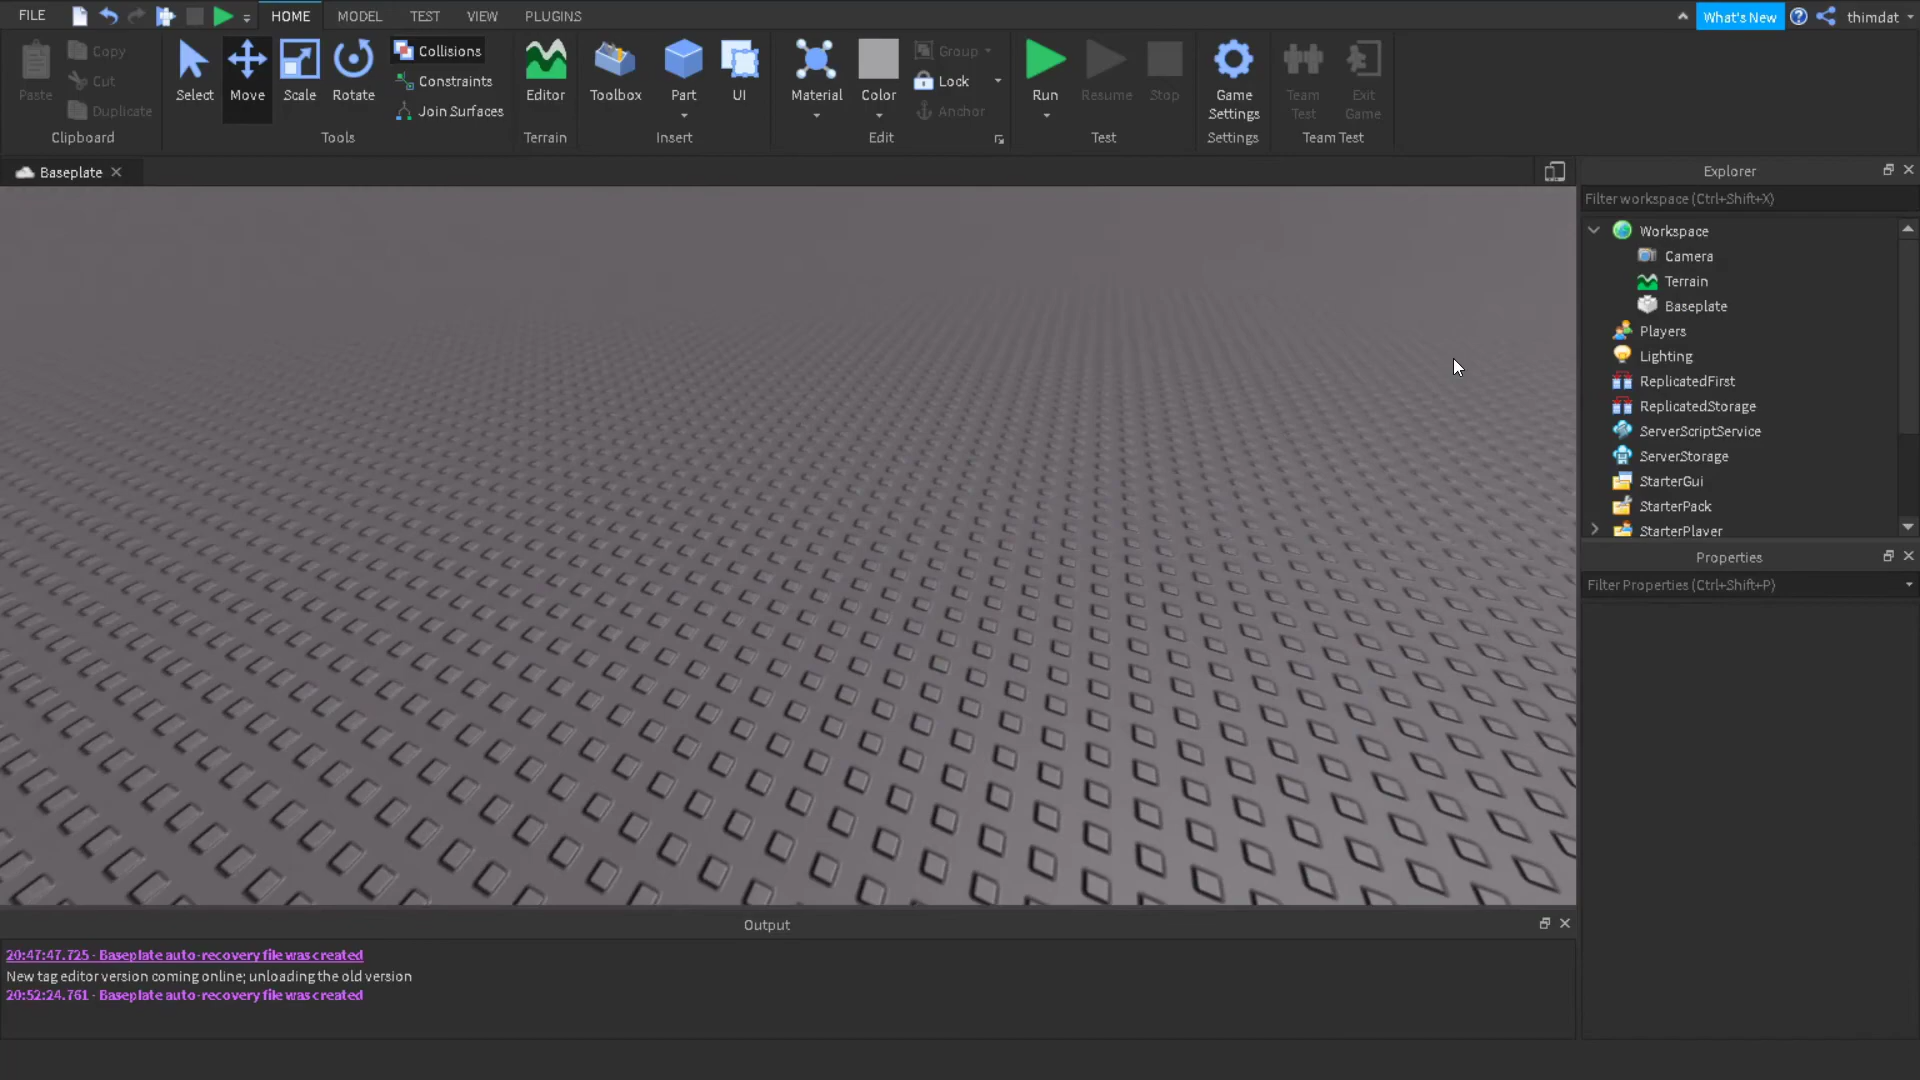 FILE HOME MODEL TEST VIEW PLUGINS What's New thimdat
Paste Copy Cut Duplicate
Clipboard
Select Move Scale Rotate
Collisions
Constraints
Join Surfaces
Tools
Editor
Terrain
Toolbox Part UI
Insert
Material Color
Group
Lock
Anchor
Edit
Run Resume Stop
Test
Game Settings
Settings
Team Test
Exit Game
Team Test
Baseplate
Explorer
Filter workspace (Ctrl+Shift+X)
Workspace
Camera
Terrain
Baseplate
Players
Lighting
ReplicatedFirst
ReplicatedStorage
ServerScriptService
ServerStorage
StarterGui
StarterPack
StarterPlayer
Properties
Filter Properties (Ctrl+Shift+P)
Output
20:47:47.725 - Baseplate auto-recovery file was created
New tag editor version coming online; unloading the old version
20:52:24.761 - Baseplate auto-recovery file was created